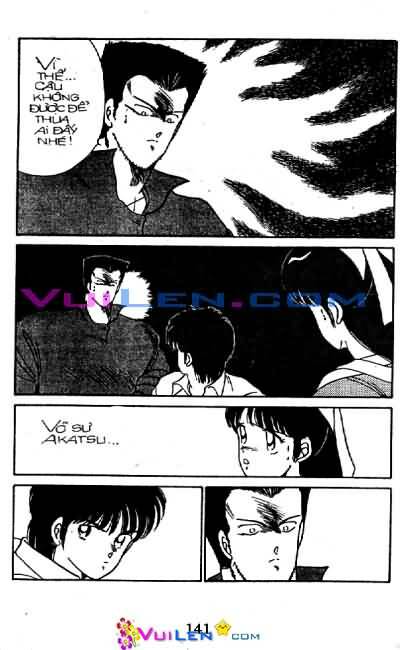 VÌ
THẾ...
CẬU
KHÔNG
ĐƯỢC ĐỂ
THUA
AI ĐẤY
NHÉ!
VUILEN.COM
VÕ SƯ
AKATSU...
141
VUILEN.COM